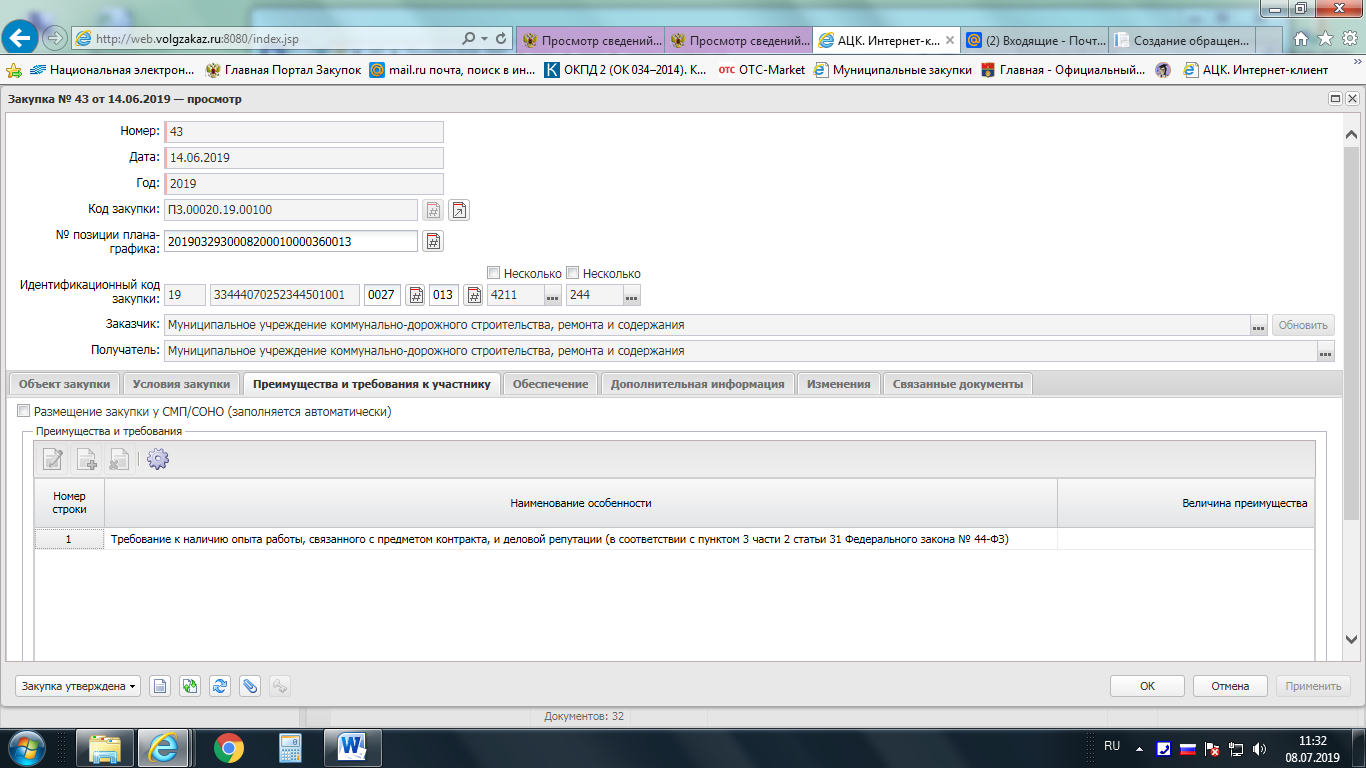 http://web.volgzakaz.ru:8080/index.jsp
Просмотр сведений...
Просмотр сведений...
АЦК. Интернет-к...
(2) Входящие - Почт...
Создание обращен...
Национальная электрон...
Главная Портал Закупок
mail.ru почта, поиск в ин...
ОКПД 2 (ОК 034–2014). К...
ОТС ОТС-Market
Муниципальные закупки
Главная - Официальный...
АЦК. Интернет-клиент
Закупка № 43 от 14.06.2019 — просмотр
Номер: 43
Дата: 14.06.2019
Год: 2019
Код закупки: ПЗ.00020.19.00100
№ позиции плана-
графика: 2019032930008200010000360013
Несколько Несколько
Идентификационный код
закупки: 19 33444070252344501001 0027 013 4211 ... 244 ...
Заказчик: Муниципальное учреждение коммунально-дорожного строительства, ремонта и содержания ... Обновить
Получатель: Муниципальное учреждение коммунально-дорожного строительства, ремонта и содержания ...
Объект закупки Условия закупки Преимущества и требования к участнику Обеспечение Дополнительная информация Изменения Связанные документы
Размещение закупки у СМП/СОНО (заполняется автоматически)
Преимущества и требования
Номер
строки
Наименование особенности
Величина преимущества
1 Требование к наличию опыта работы, связанного с предметом контракта, и деловой репутации (в соответствии с пунктом 3 части 2 статьи 31 Федерального закона № 44-ФЗ)
Закупка утверждена
ОК Отмена Применить
Документов: 32
RU
11:32
08.07.2019